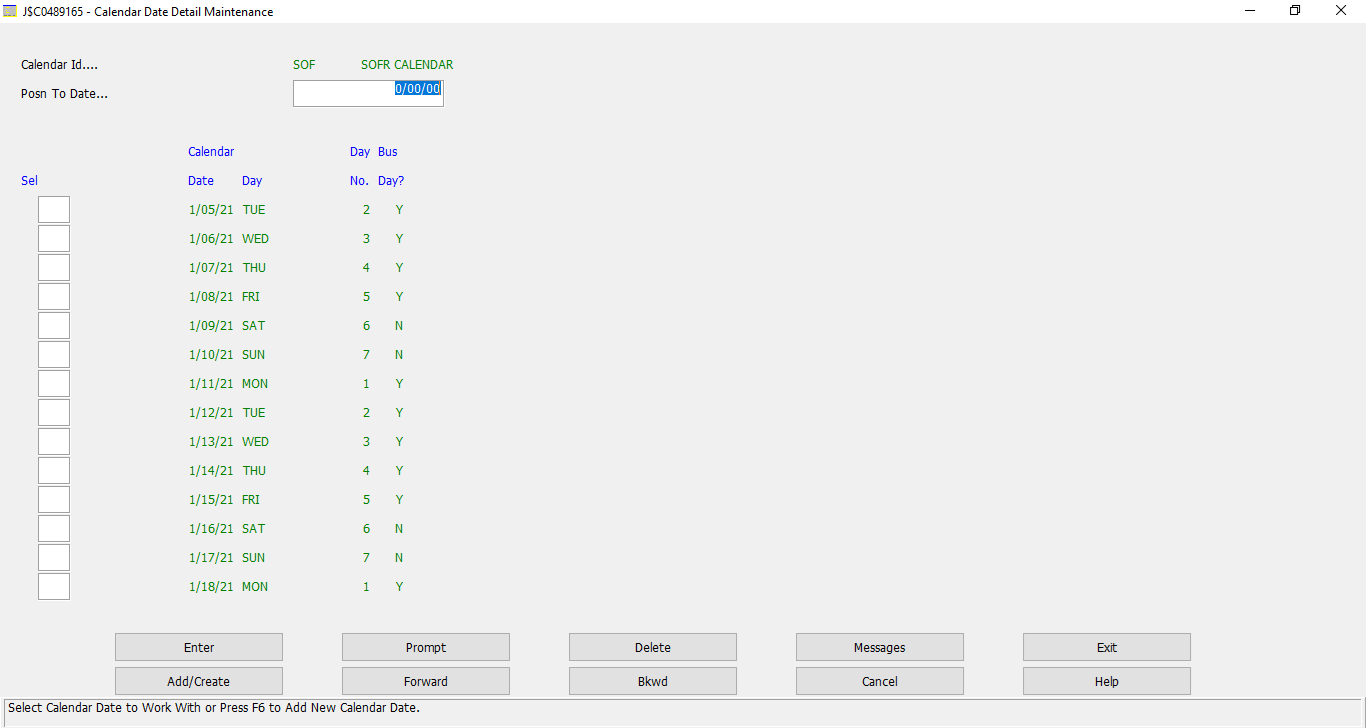 J$C0489165 - Calendar Date Detail Maintenance
Calendar Id.... SOF SOFR CALENDAR
Posn To Date... 0/00/00
Calendar Day Bus
Sel Date Day No. Day?
1/05/21 TUE 2 Y
1/06/21 WED 3 Y
1/07/21 THU 4 Y
1/08/21 FRI 5 Y
1/09/21 SAT 6 N
1/10/21 SUN 7 N
1/11/21 MON 1 Y
1/12/21 TUE 2 Y
1/13/21 WED 3 Y
1/14/21 THU 4 Y
1/15/21 FRI 5 Y
1/16/21 SAT 6 N
1/17/21 SUN 7 N
1/18/21 MON 1 Y
Enter Prompt Delete Messages Exit
Add/Create Forward Bkwd Cancel Help
Select Calendar Date to Work With or Press F6 to Add New Calendar Date.